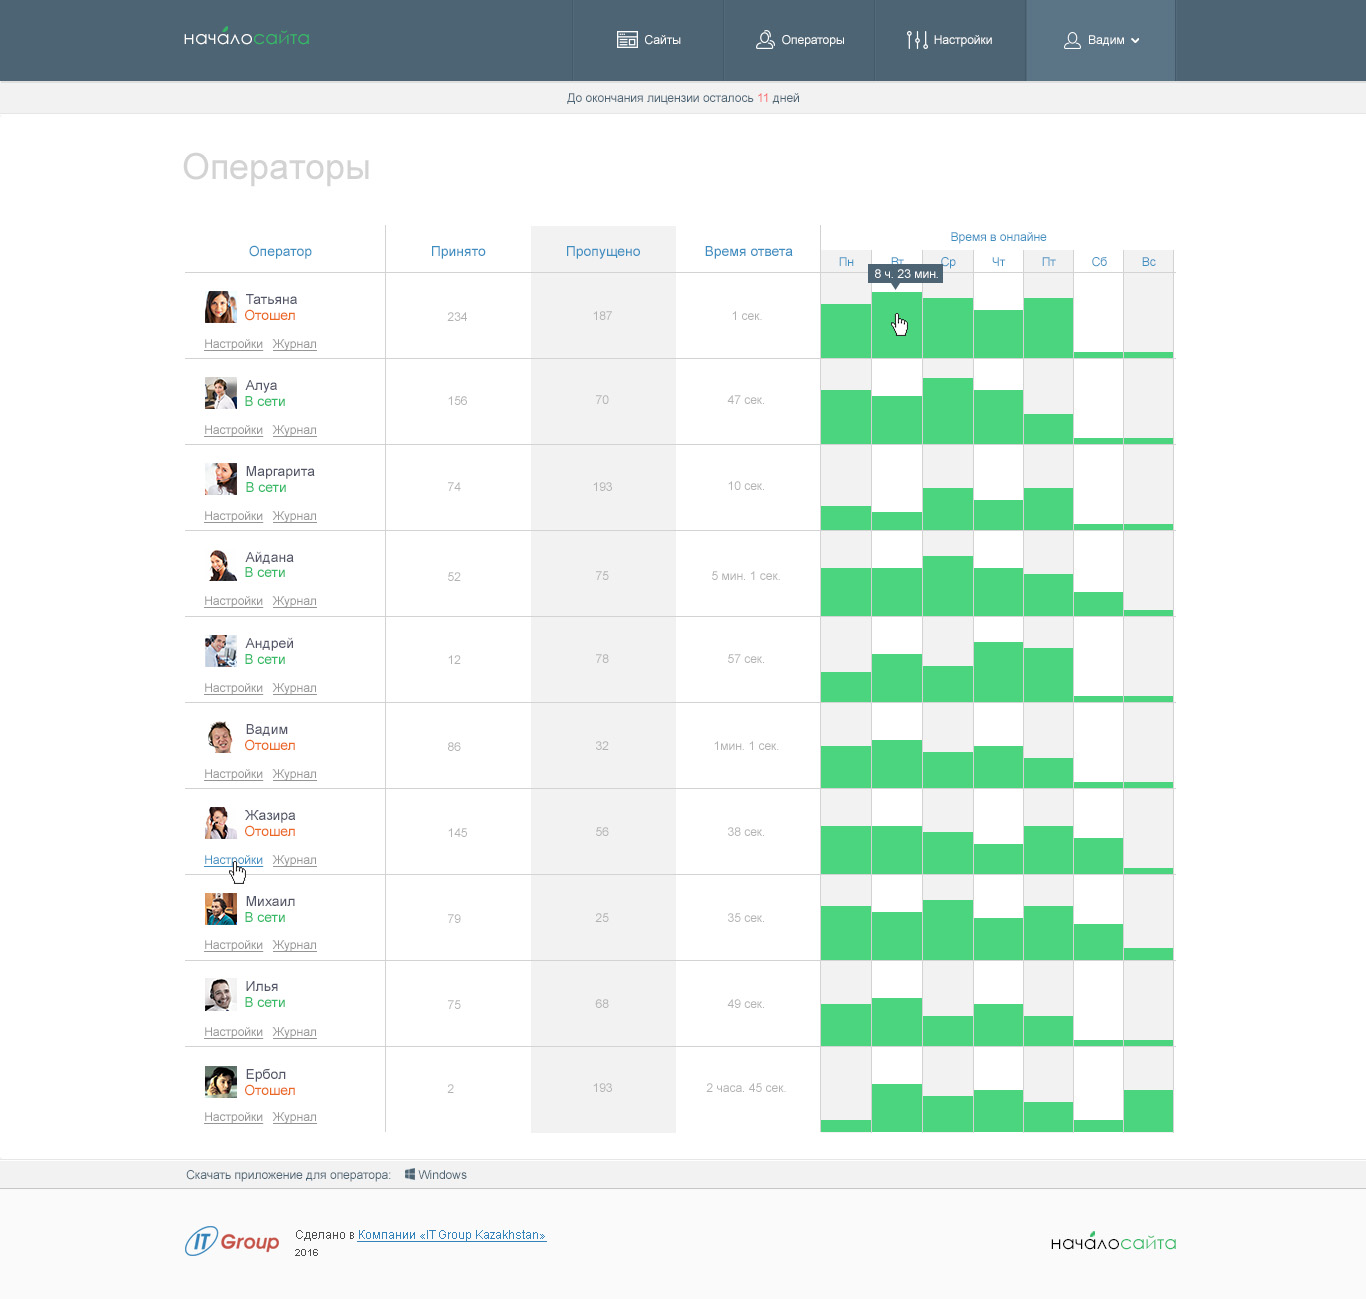 началосайта
Сайты
Операторы
Настройки
Вадим
До окончания лицензии осталось 11 дней
Операторы
Оператор
Принято
Пропущено
Время ответа
Время в онлайне
Пн
Вт
Ср
Чт
Пт
Сб
Вс
8 ч. 23 мин.
Татьяна
Отошел
234
187
1 сек.
Настройки Журнал
Алуа
В сети
156
70
47 сек.
Настройки Журнал
Маргарита
В сети
74
193
10 сек.
Настройки Журнал
Айдана
В сети
52
75
5 мин. 1 сек.
Настройки Журнал
Андрей
В сети
12
78
57 сек.
Настройки Журнал
Вадим
Отошел
86
32
1мин. 1 сек.
Настройки Журнал
Жазира
Отошел
145
56
38 сек.
Настройки Журнал
Михаил
В сети
79
25
35 сек.
Настройки Журнал
Илья
В сети
75
68
49 сек.
Настройки Журнал
Ербол
Отошел
2
193
2 часа. 45 сек.
Настройки Журнал
Скачать приложение для оператора: Windows
IT Group
Сделано в Компании «IT Group Kazakhstan»
2016
началосайта